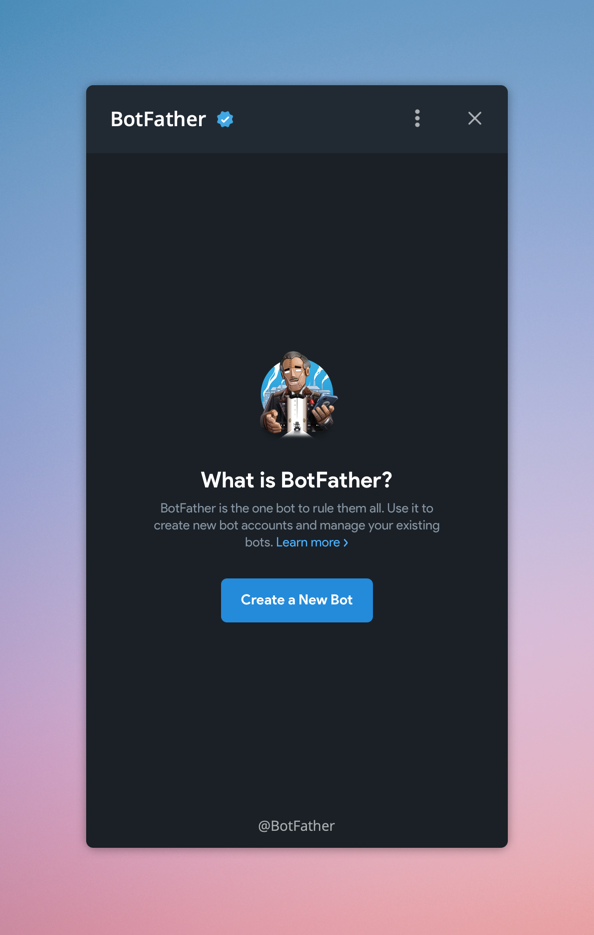 BotFather
What is BotFather?
BotFather is the one bot to rule them all. Use it to
create new bot accounts and manage your existing
bots. Learn more ›
Create a New Bot
@BotFather